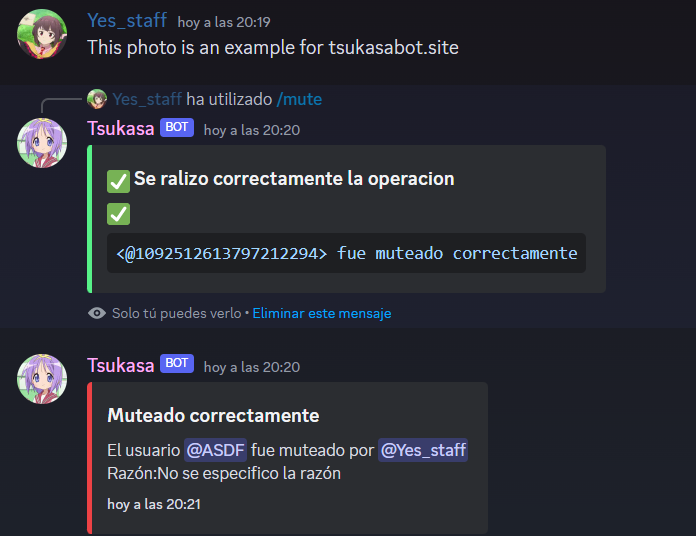 Yes_staff hoy a las 20:19
This photo is an example for tsukasabot.site
Yes_staff ha utilizado /mute
Tsukasa BOT hoy a las 20:20
Se ralizo correctamente la operacion
<@1092512613797212294> fue muteado correctamente
Solo tú puedes verlo • Eliminar este mensaje
Tsukasa BOT hoy a las 20:20
Muteado correctamente
El usuario @ASDF fue muteado por @Yes_staff
Razón:No se especifico la razón
hoy a las 20:21